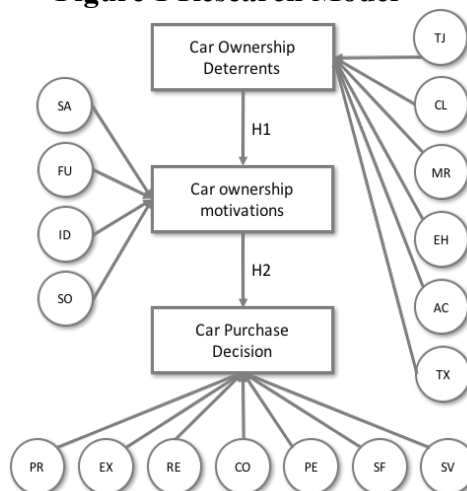 Figure 1 Research Model
Car Ownership
Deterrents
TJ
CL
SA
H1
MR
FU
Car ownership
motivations
ID
EH
SO
H2
AC
Car Purchase
Decision
TX
PR
EX
RE
CO
PE
SF
SV